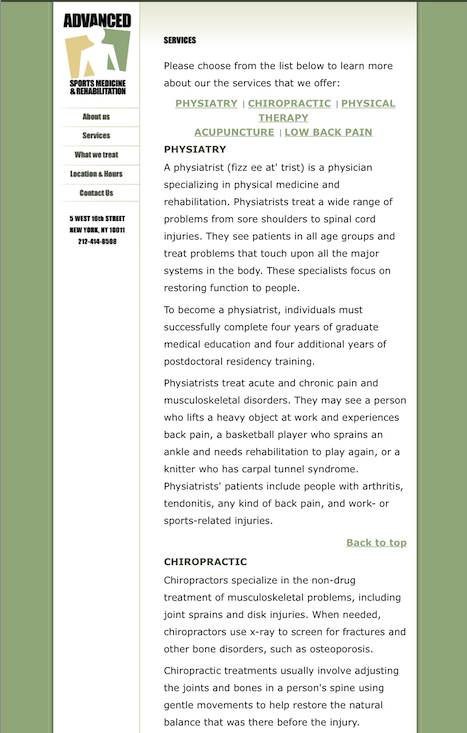 ADVANCED
SPORTS MEDICINE
& REHABILITATION
About us
Services
What we treat
Location & Hours
Contact Us
5 WEST 16th STREET
NEW YORK, NY 10011
212-414-8508
SERVICES
Please choose from the list below to learn more
about our the services that we offer:
PHYSIATRY | CHIROPRACTIC | PHYSICAL
THERAPY
ACUPUNCTURE | LOW BACK PAIN
PHYSIATRY
A physiatrist (fizz ee at' trist) is a physician
specializing in physical medicine and
rehabilitation. Physiatrists treat a wide range of
problems from sore shoulders to spinal cord
injuries. They see patients in all age groups and
treat problems that touch upon all the major
systems in the body. These specialists focus on
restoring function to people.
To become a physiatrist, individuals must
successfully complete four years of graduate
medical education and four additional years of
postdoctoral residency training.
Physiatrists treat acute and chronic pain and
musculoskeletal disorders. They may see a person
who lifts a heavy object at work and experiences
back pain, a basketball player who sprains an
ankle and needs rehabilitation to play again, or a
knitter who has carpal tunnel syndrome.
Physiatrists' patients include people with arthritis,
tendonitis, any kind of back pain, and work- or
sports-related injuries.
Back to top
CHIROPRACTIC
Chiropractors specialize in the non-drug
treatment of musculoskeletal problems, including
joint sprains and disk injuries. When needed,
chiropractors use x-ray to screen for fractures and
other bone disorders, such as osteoporosis.
Chiropractic treatments usually involve adjusting
the joints and bones in a person's spine using
gentle movements to help restore the natural
balance that was there before the injury.